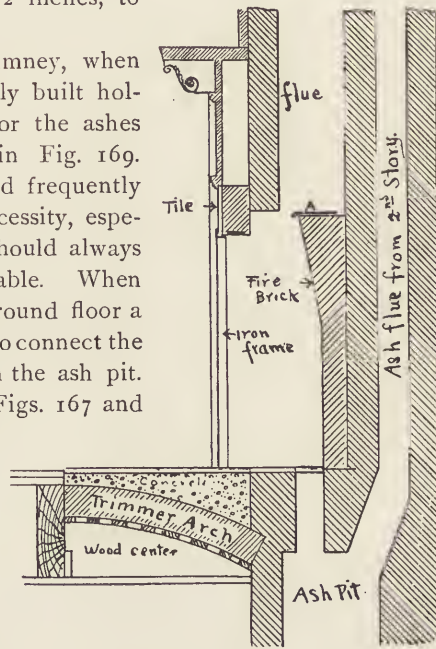 2 inches, to
mney, when
ly built hol-
or the ashes
in Fig. 169.
d frequently
cessity, espe-
hould always
able. When
round floor a
to connect the
the ash pit.
Figs. 167 and
flue
Tile
A
Fire
Brick
Iron
frame
Ash flue from 2nd Story.
Concrete
Trimmer Arch
Wood center
Ash Pit.